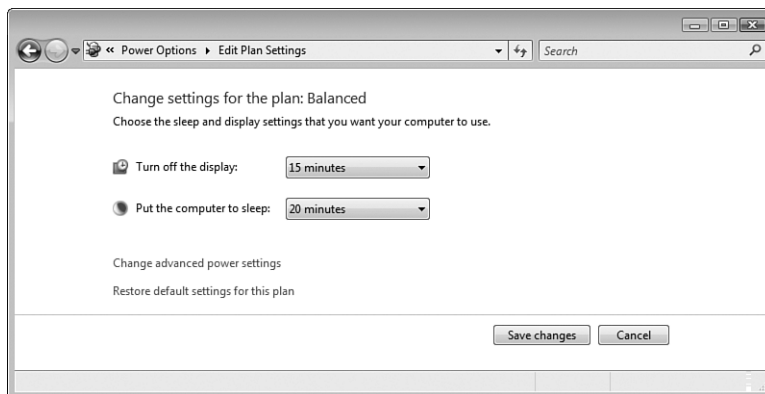 « Power Options ▸ Edit Plan Settings
Search
Change settings for the plan: Balanced
Choose the sleep and display settings that you want your computer to use.
Turn off the display: 15 minutes
Put the computer to sleep: 20 minutes
Change advanced power settings
Restore default settings for this plan
Save changes Cancel